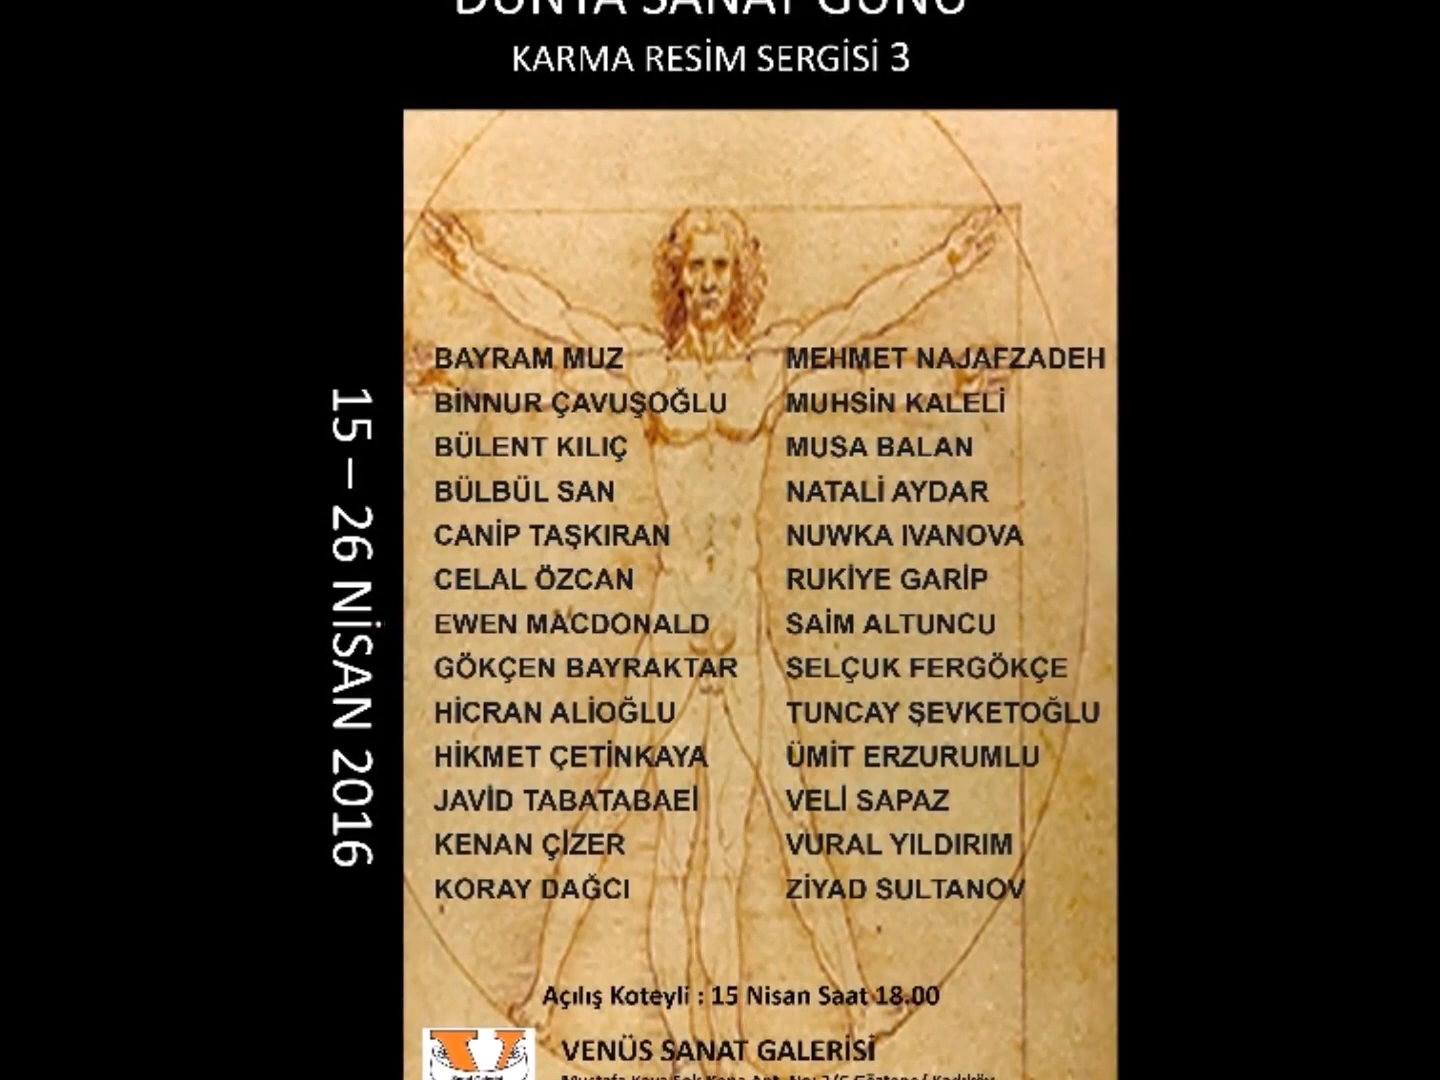 DÜNYA SANAT GÜNÜ
KARMA RESİM SERGİSİ 3
15 – 26 NİSAN 2016
BAYRAM MUZ
BİNNUR ÇAVUŞOĞLU
BÜLENT KILIÇ
BÜLBÜL SAN
CANİP TAŞKIRAN
CELAL ÖZCAN
EWEN MACDONALD
GÖKÇEN BAYRAKTAR
HİCRAN ALİOĞLU
HİKMET ÇETİNKAYA
JAVİD TABATABAEİ
KENAN ÇİZER
KORAY DAĞCI
MEHMET NAJAFZADEH
MUHSİN KALELİ
MUSA BALAN
NATALİ AYDAR
NUWKA IVANOVA
RUKİYE GARİP
SAİM ALTUNCU
SELÇUK FERGÖKÇE
TUNCAY ŞEVKETOĞLU
ÜMİT ERZURUMLU
VELİ SAPAZ
VURAL YILDIRIM
ZİYAD SULTANOV
Açılış Koteyli : 15 Nisan Saat 18.00
VENÜS SANAT GALERİSİ